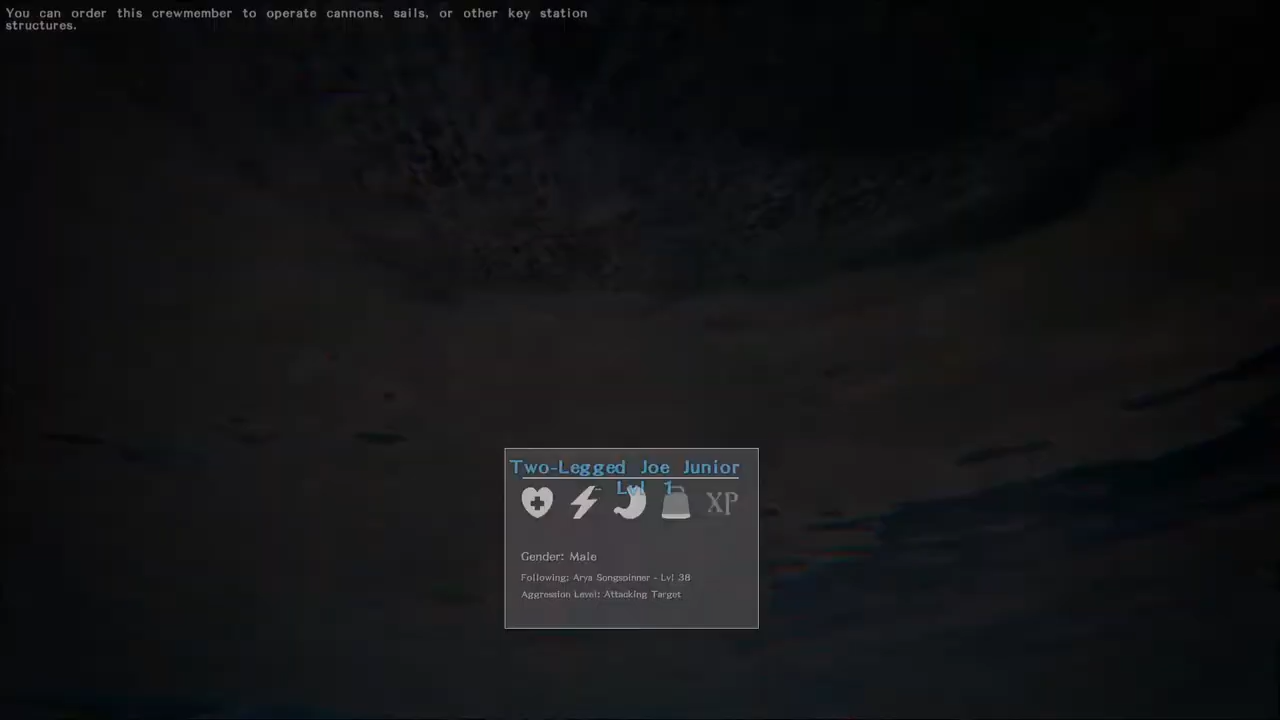 You can order this crewmember to operate cannons, sails, or other key station
structures.
Two-Legged Joe Junior
- Lvl 1
XP
Gender: Male
Following: Arya Songspinner - Lvl 38
Aggression Level: Attacking Target